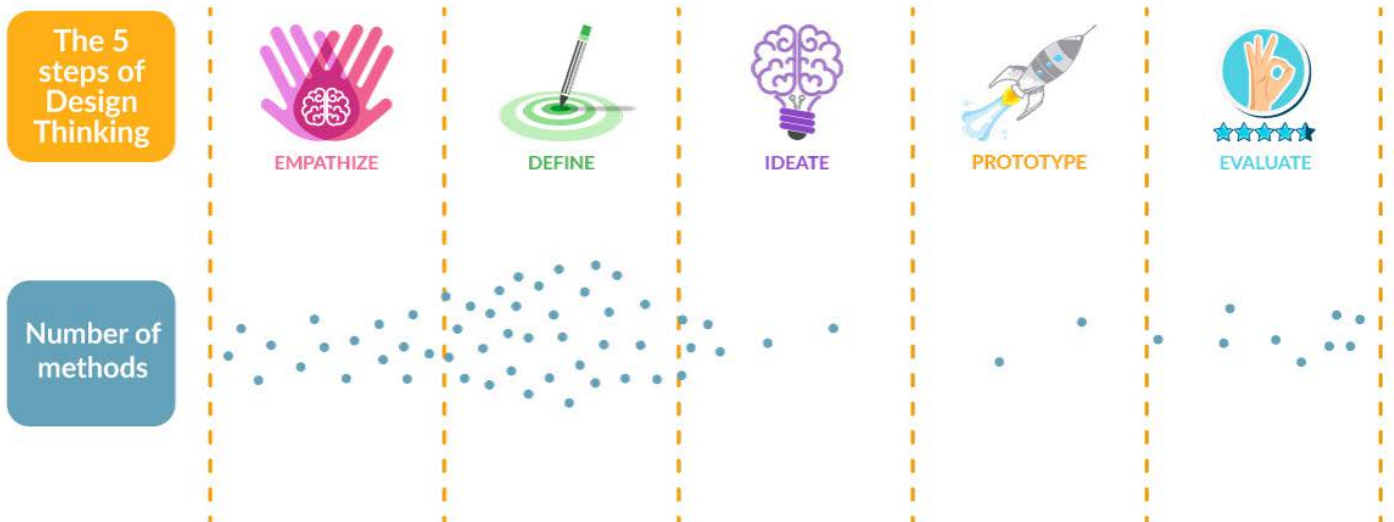 The 5
steps of
Design
Thinking
EMPATHIZE
DEFINE
IDEATE
PROTOTYPE
EVALUATE
Number of
methods